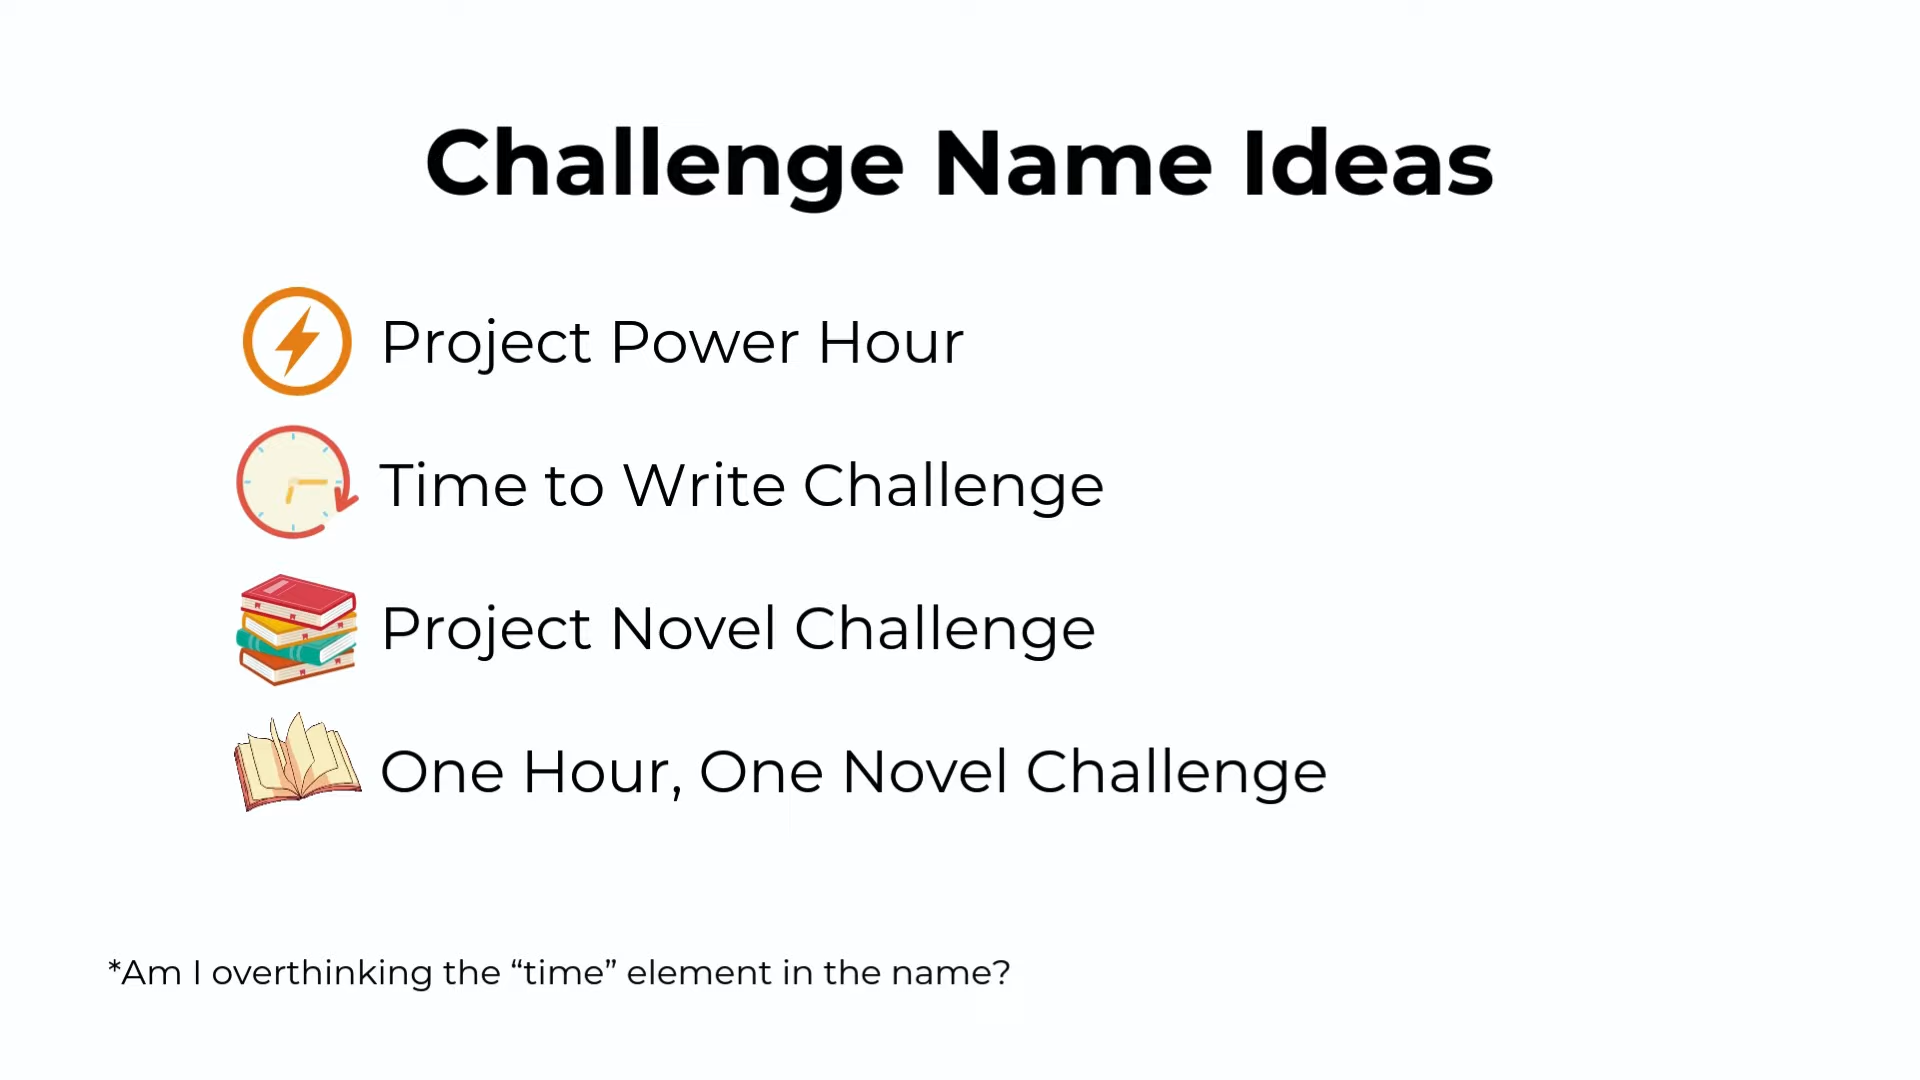 Challenge Name Ideas
Project Power Hour
Time to Write Challenge
Project Novel Challenge
One Hour, One Novel Challenge
*Am I overthinking the “time” element in the name?